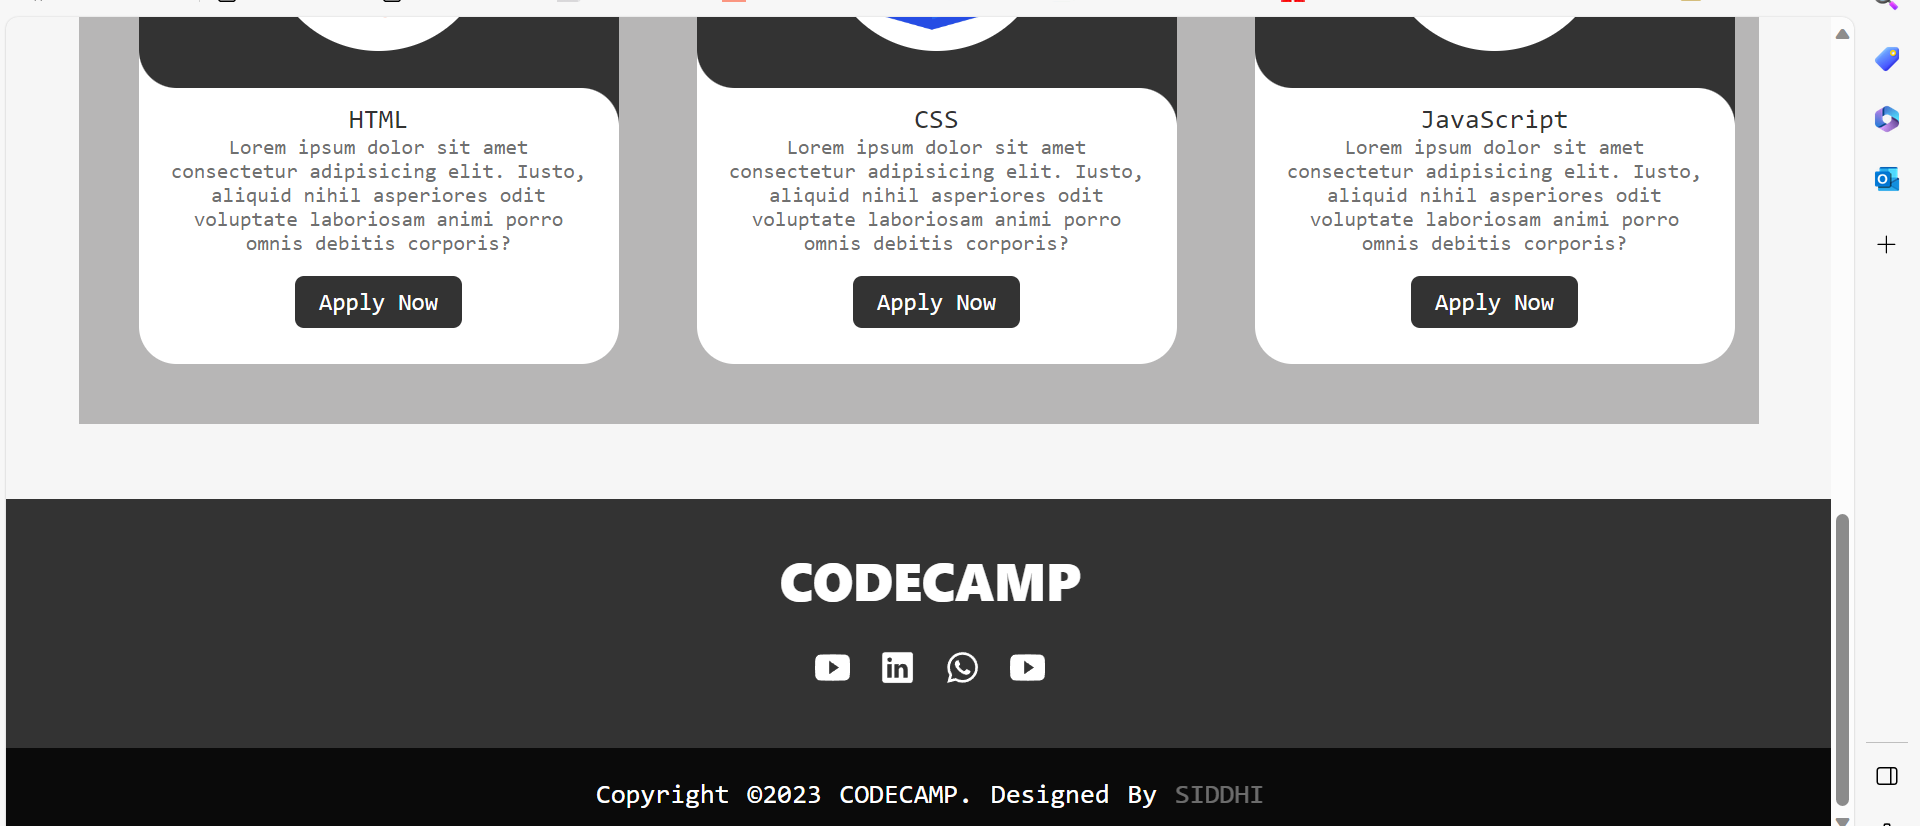 HTML
Lorem ipsum dolor sit amet
consectetur adipisicing elit. Iusto,
aliquid nihil asperiores odit
voluptate laboriosam animi porro
omnis debitis corporis?
Apply Now
CSS
Lorem ipsum dolor sit amet
consectetur adipisicing elit. Iusto,
aliquid nihil asperiores odit
voluptate laboriosam animi porro
omnis debitis corporis?
Apply Now
JavaScript
Lorem ipsum dolor sit amet
consectetur adipisicing elit. Iusto,
aliquid nihil asperiores odit
voluptate laboriosam animi porro
omnis debitis corporis?
Apply Now
CODECAMP
in
Copyright ©2023 CODECAMP. Designed By SIDDHI